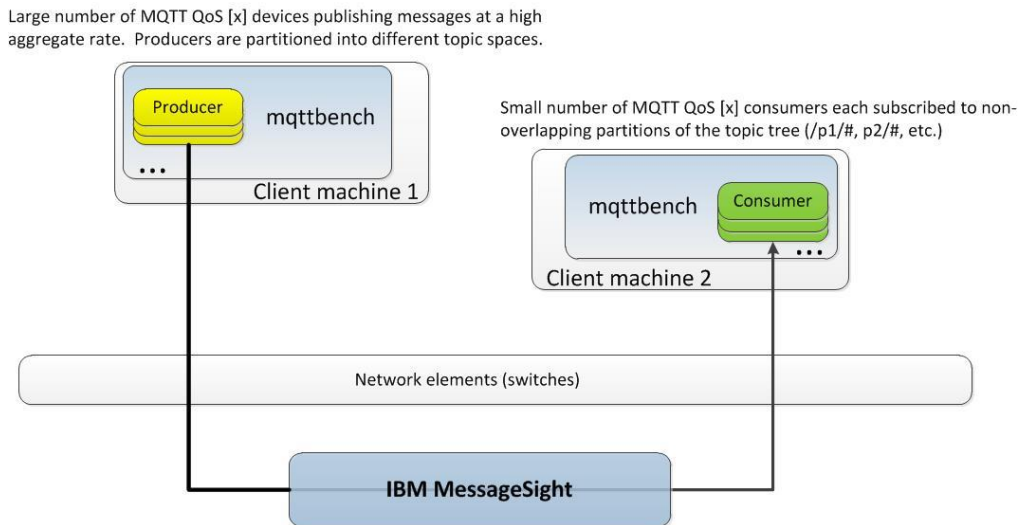 Large number of MQTT QoS [x] devices publishing messages at a high
aggregate rate.  Producers are partitioned into different topic spaces.
Producer
mqttbench
...
Client machine 1
Small number of MQTT QoS [x] consumers each subscribed to non-
overlapping partitions of the topic tree (/p1/#, p2/#, etc.)
mqttbench
Consumer
...
Client machine 2
Network elements (switches)
IBM MessageSight